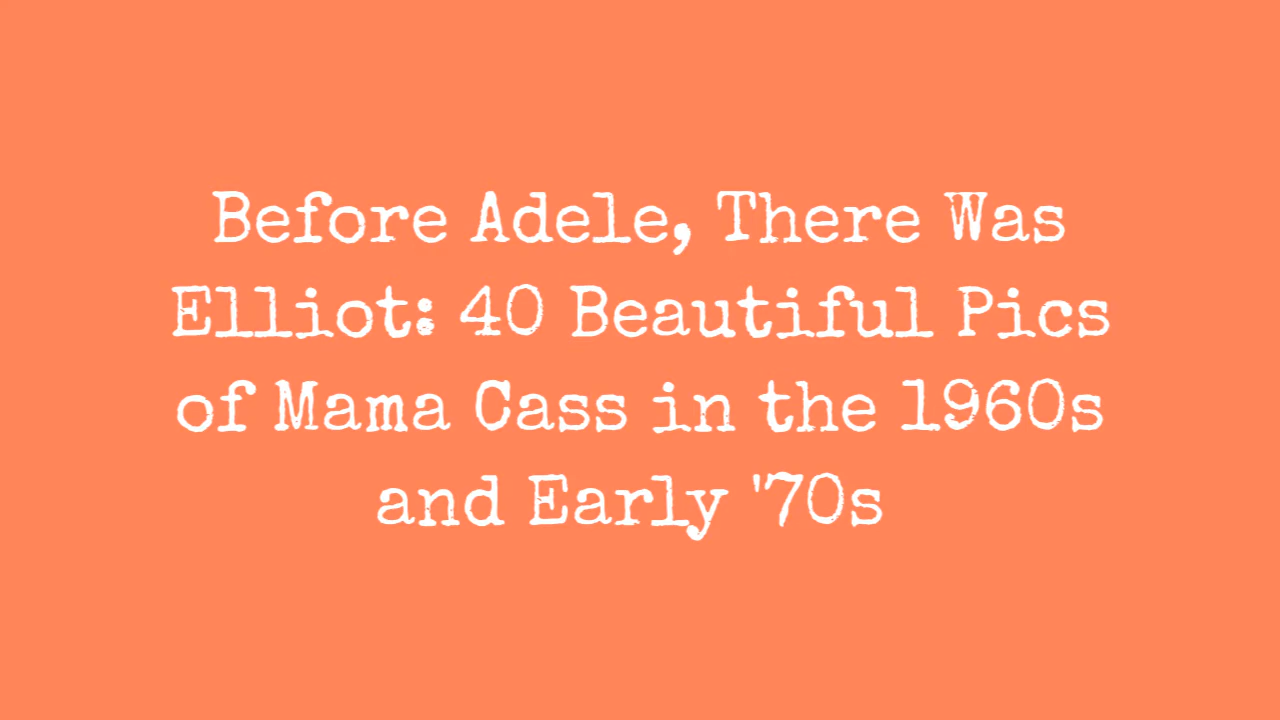 Before Adele, There Was
Elliot: 40 Beautiful Pics
of Mama Cass in the 1960s
and Early '70s